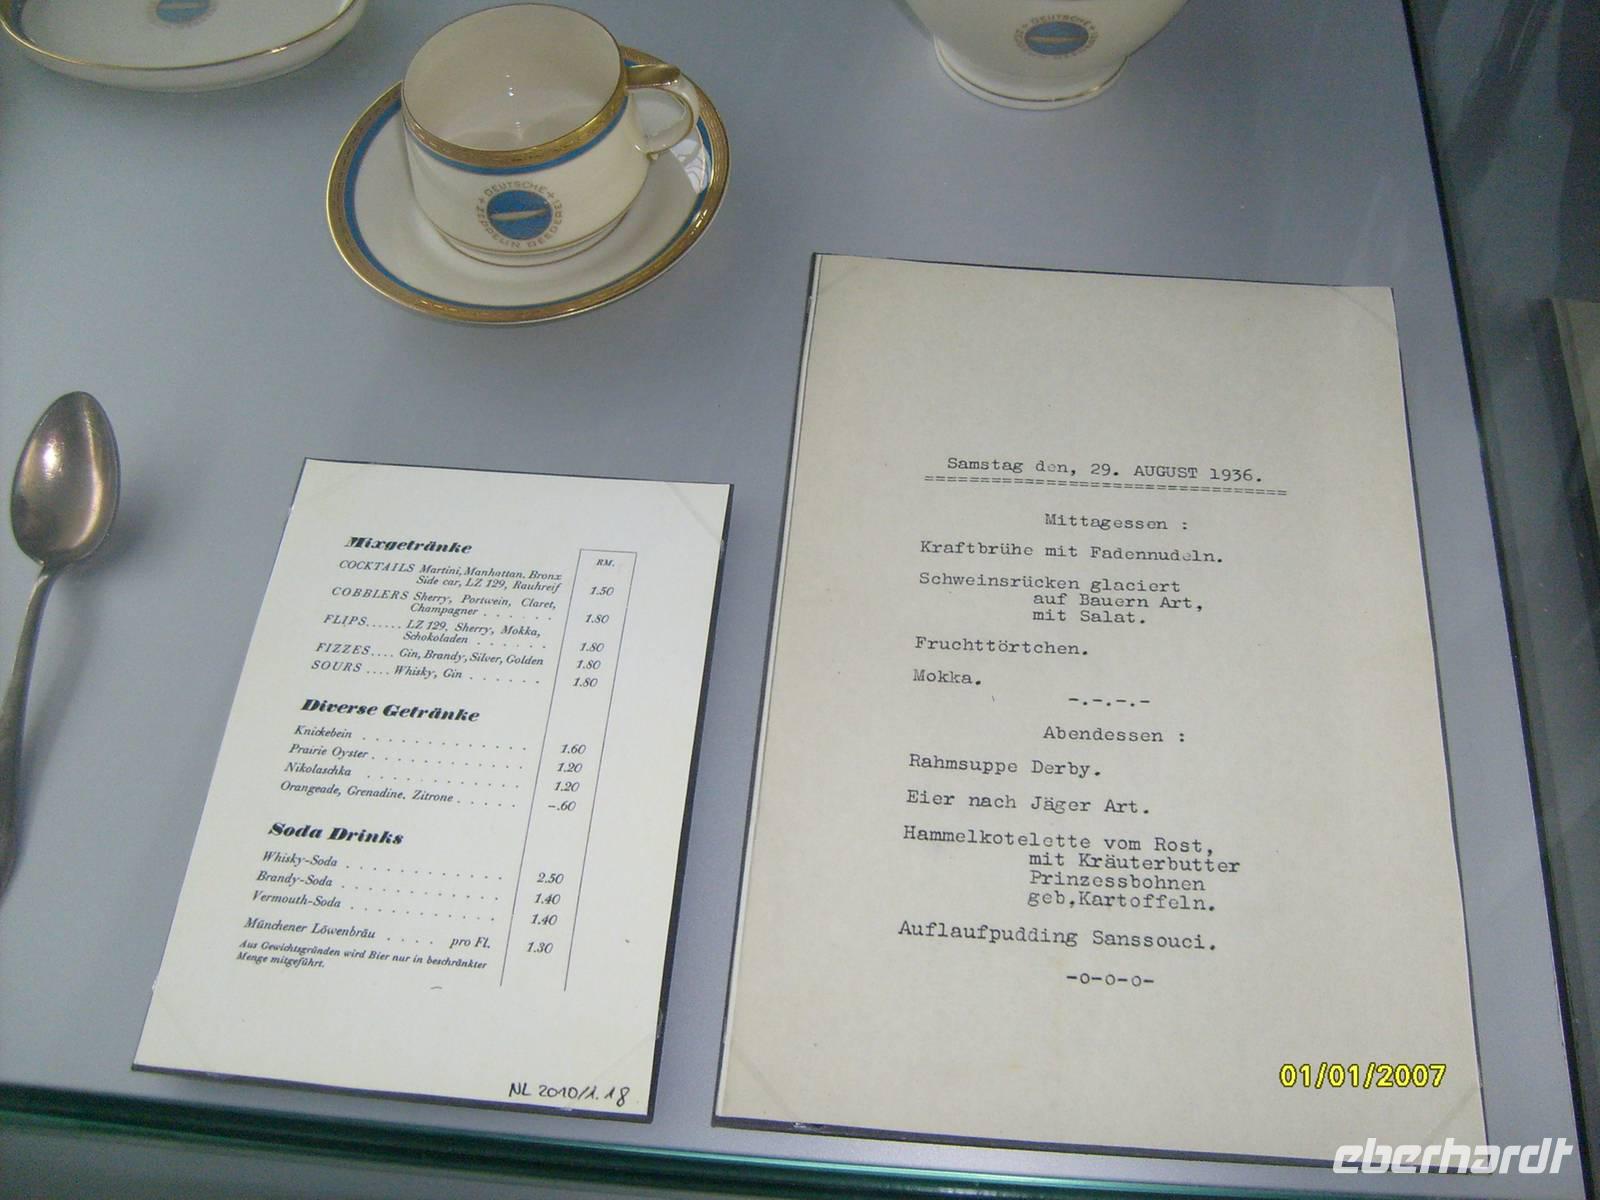 DEUTSCHE
ZEPPELIN REEDEREI
DEUTSCHE
Mixgetränke
RM.
COCKTAILS Martini, Manhattan, Bronx
Side car, LZ 129, Rauhreif 1.50
COBBLERS Sherry, Portwein, Claret,
Champagner . . . . . . 1.80
FLIPS...... LZ 129, Sherry, Mokka,
Schokoladen . . . . . . 1.80
FIZZES.... Gin, Brandy, Silver, Golden 1.80
SOURS .... Whisky, Gin . . . . . . 1.80
Diverse Getränke
Knickebein . . . . . . . . . . . . . 1.60
Prairie Oyster . . . . . . . . . . . . 1.20
Nikolaschka . . . . . . . . . . . . 1.20
Orangeade, Grenadine, Zitrone . . . . . -.60
Soda Drinks
Whisky-Soda . . . . . . . . . . . . 2.50
Brandy-Soda . . . . . . . . . . . . 1.40
Vermouth-Soda . . . . . . . . . . . 1.40
Münchener Löwenbräu . . . . pro Fl. 1.30
Aus Gewichtsgründen wird Bier nur in beschränkter
Menge mitgeführt.
NL 2010/1.18
Samstag den, 29. AUGUST 1936.
=================================
Mittagessen :
Kraftbrühe mit Fadennudeln.
Schweinsrücken glaciert
auf Bauern Art,
mit Salat.
Fruchttörtchen.
Mokka.
-.-.-.-
Abendessen :
Rahmsuppe Derby.
Eier nach Jäger Art.
Hammelkotelette vom Rost,
mit Kräuterbutter
Prinzessbohnen
geb.Kartoffeln.
Auflaufpudding Sanssouci.
-o-o-o-
01/01/2007
eberhardt